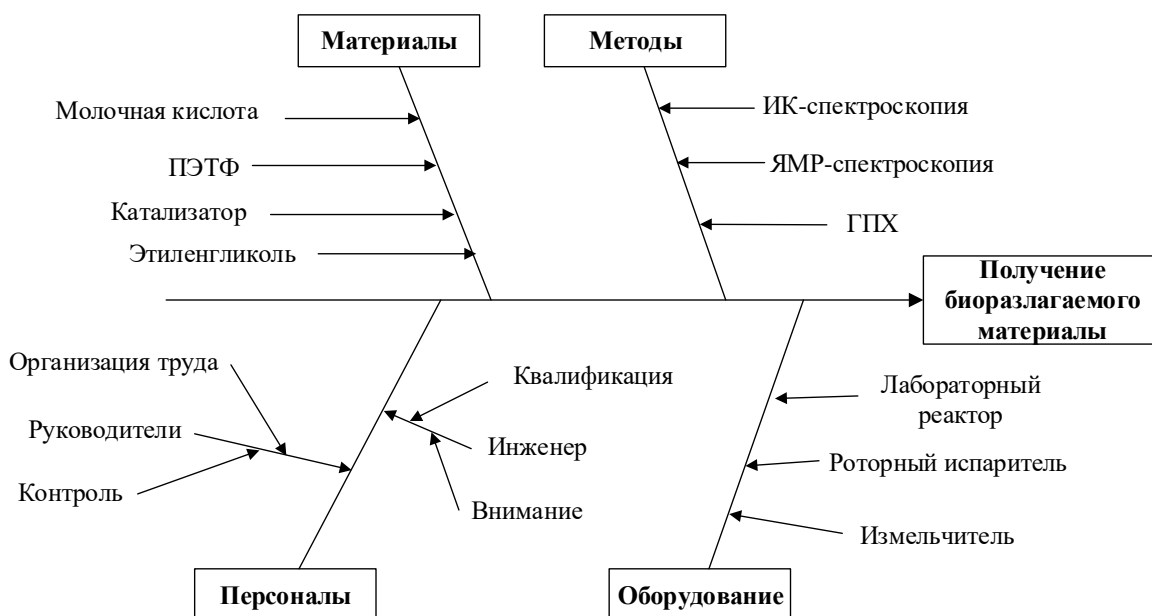 Материалы
Методы
Молочная кислота
ПЭТФ
Катализатор
Этиленгликоль
ИК-спектроскопия
ЯМР-спектроскопия
ГПХ
Получение
биоразлагаемого
материалы
Организация труда
Руководители
Контроль
Квалификация
Инженер
Внимание
Лабораторный
реактор
Роторный испаритель
Измельчитель
Персоналы
Оборудование